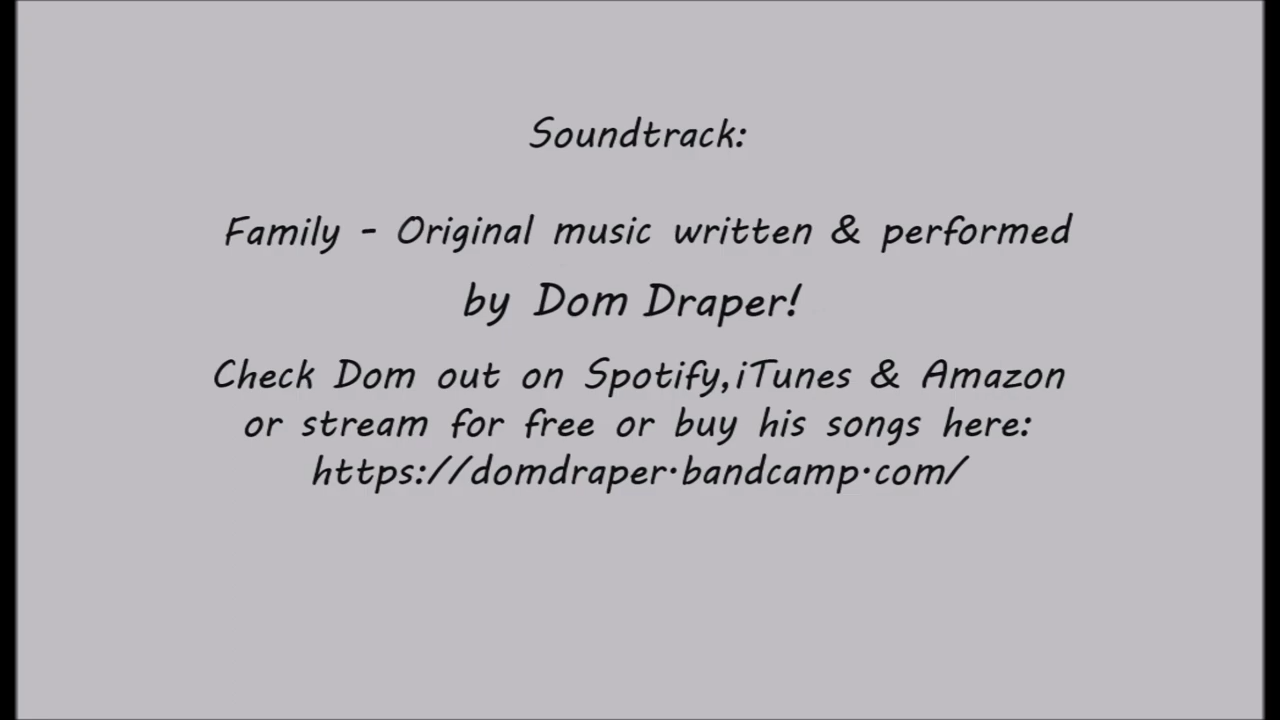 Soundtrack:
Family - Original music written & performed
by Dom Draper!
Check Dom out on Spotify,iTunes & Amazon
or stream for free or buy his songs here:
https://domdraper.bandcamp.com/